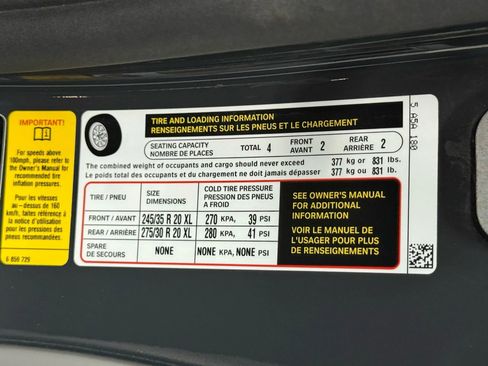 IMPORTANT!
For speeds above
100mph, please refer to
the Owner's Manual for
recommended tire
inflation pressures.
Pour les vitesses
au-dessus de 160
km/h, faites référence à
la notice d'utilisation
pour les pressions des
pneus recommandées.
6 856 729
TIRE AND LOADING INFORMATION
RENSEIGNEMENTS SUR LES PNEUS ET LE CHARGEMENT
SEATING CAPACITY
NOMBRE DE PLACES
TOTAL 4
FRONT
AVANT 2
REAR
ARRIÈRE 2
The combined weight of occupants and cargo should never exceed 377 kg or 831 lbs.
Le poids total des occupants et du chargement ne doit jamais dépasser 377 kg ou 831 lb.
TIRE / PNEU
SIZE
DIMENSIONS
COLD TIRE PRESSURE
PRESSION DES PNEUS
A FROID
FRONT / AVANT 245/35 R 20 XL 270 KPA, 39 PSI
REAR / ARRIÈRE 275/30 R 20 XL 280 KPA, 41 PSI
SPARE
DE SECOURS
NONE NONE KPA, NONE PSI
SEE OWNER'S MANUAL
FOR ADDITIONAL
INFORMATION
VOIR LE MANUEL DE
L'USAGER POUR PLUS
DE RENSEIGNEMENTS
5 A5A 180